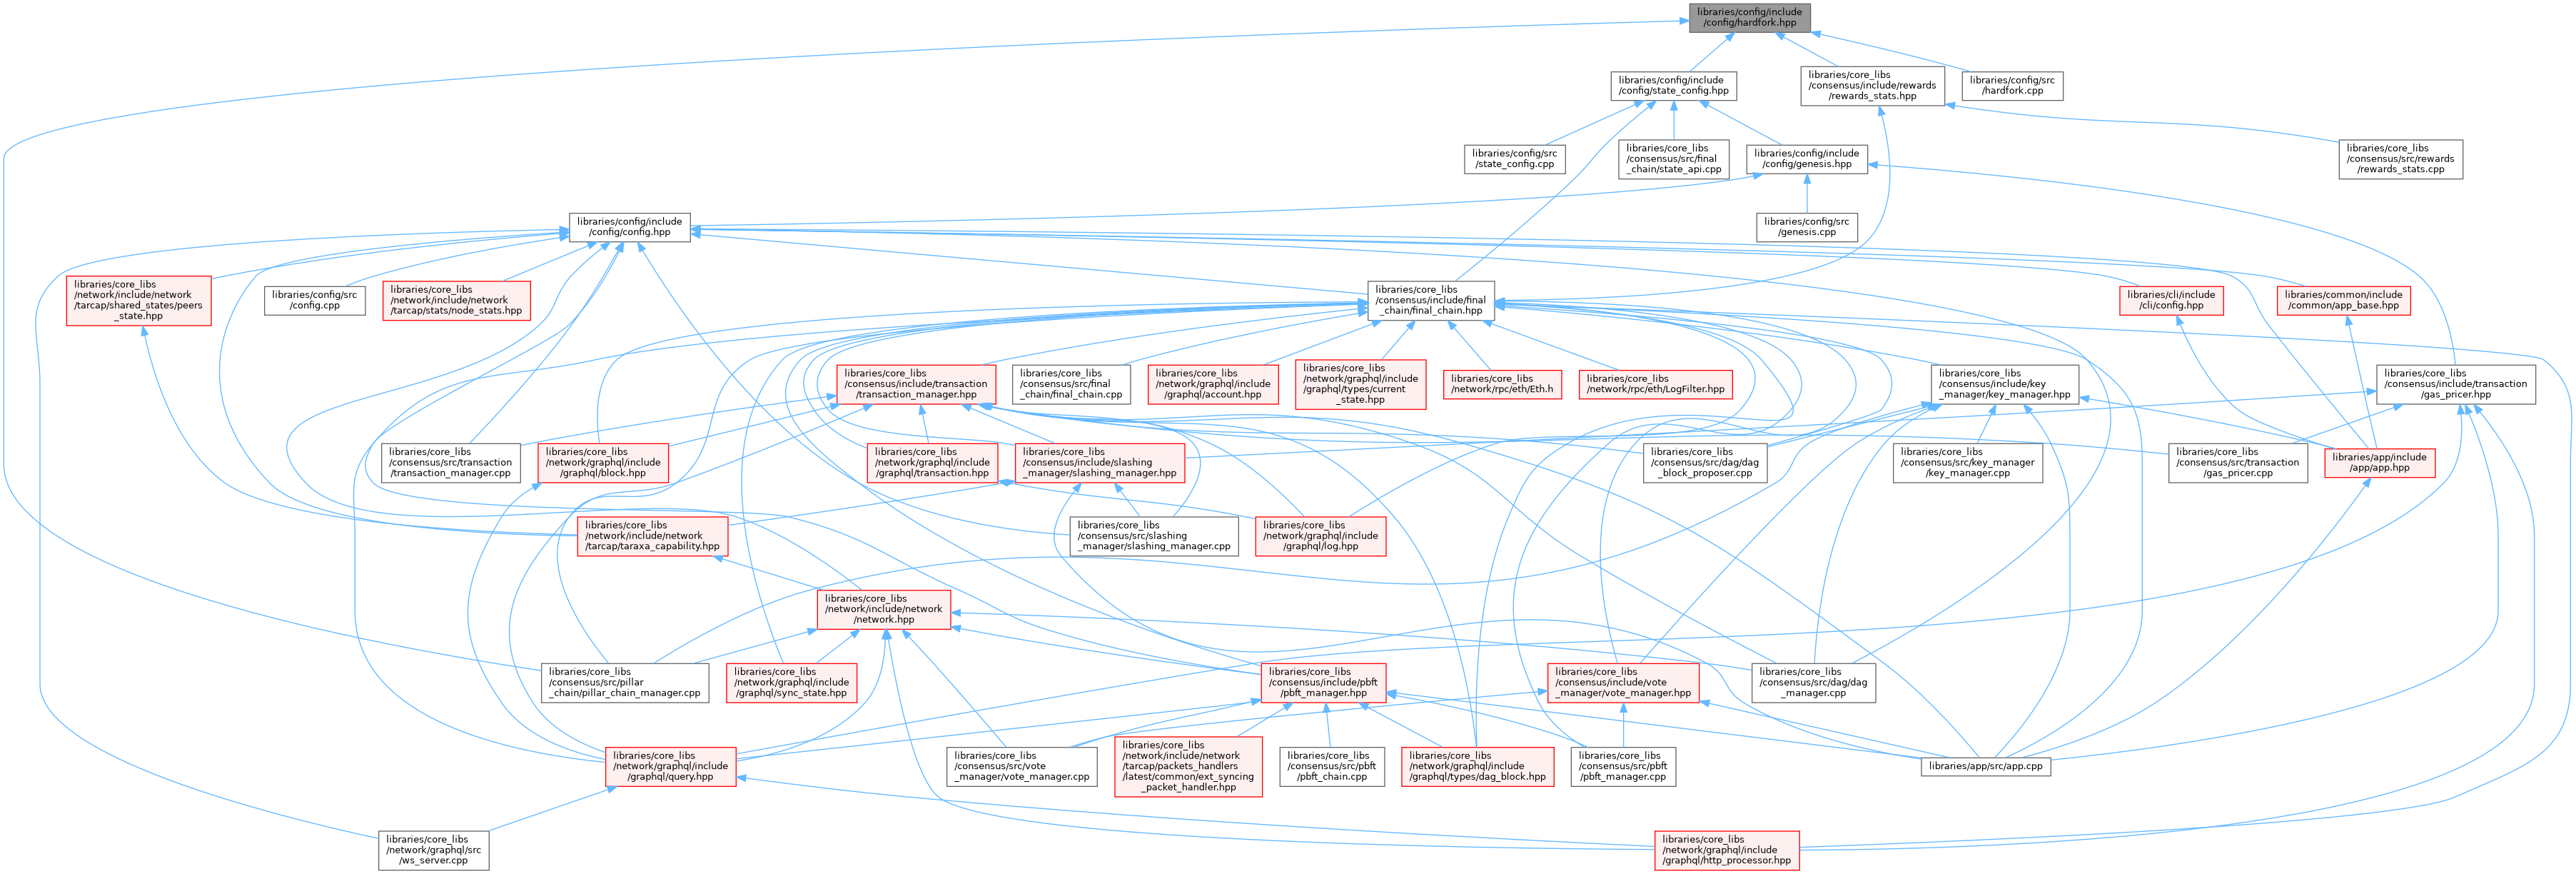 libraries/config/include
/config/hardfork.hpp
libraries/config/include
/config/state_config.hpp
libraries/core_libs
/consensus/include/rewards
/rewards_stats.hpp
libraries/config/src
/hardfork.cpp
libraries/config/src
/state_config.cpp
libraries/core_libs
/consensus/src/final
_chain/state_api.cpp
libraries/config/include
/config/genesis.hpp
libraries/core_libs
/consensus/src/rewards
/rewards_stats.cpp
libraries/config/include
/config/config.hpp
libraries/config/src
/genesis.cpp
libraries/core_libs
/network/include/network
/tarcap/shared_states/peers
_state.hpp
libraries/config/src
/config.cpp
libraries/core_libs
/network/include/network
/tarcap/stats/node_stats.hpp
libraries/core_libs
/consensus/include/final
_chain/final_chain.hpp
libraries/cli/include
/cli/config.hpp
libraries/common/include
/common/app_base.hpp
libraries/core_libs
/consensus/include/transaction
/transaction_manager.hpp
libraries/core_libs
/consensus/src/final
_chain/final_chain.cpp
libraries/core_libs
/network/graphql/include
/graphql/account.hpp
libraries/core_libs
/network/graphql/include
/graphql/types/current
_state.hpp
libraries/core_libs
/network/rpc/eth/Eth.h
libraries/core_libs
/network/rpc/eth/LogFilter.hpp
libraries/core_libs
/consensus/include/key
_manager/key_manager.hpp
libraries/core_libs
/consensus/include/transaction
/gas_pricer.hpp
libraries/core_libs
/consensus/src/transaction
/transaction_manager.cpp
libraries/core_libs
/network/graphql/include
/graphql/block.hpp
libraries/core_libs
/network/graphql/include
/graphql/transaction.hpp
libraries/core_libs
/consensus/include/slashing
_manager/slashing_manager.hpp
libraries/core_libs
/consensus/src/dag/dag
_block_proposer.cpp
libraries/core_libs
/consensus/src/key_manager
/key_manager.cpp
libraries/core_libs
/consensus/src/transaction
/gas_pricer.cpp
libraries/app/include
/app/app.hpp
libraries/core_libs
/network/include/network
/tarcap/taraxa_capability.hpp
libraries/core_libs
/consensus/src/slashing
_manager/slashing_manager.cpp
libraries/core_libs
/network/graphql/include
/graphql/log.hpp
libraries/core_libs
/network/include/network
/network.hpp
libraries/core_libs
/consensus/src/pillar
_chain/pillar_chain_manager.cpp
libraries/core_libs
/network/graphql/include
/graphql/sync_state.hpp
libraries/core_libs
/consensus/include/pbft
/pbft_manager.hpp
libraries/core_libs
/consensus/include/vote
_manager/vote_manager.hpp
libraries/core_libs
/consensus/src/dag/dag
_manager.cpp
libraries/core_libs
/network/graphql/include
/graphql/query.hpp
libraries/core_libs
/consensus/src/vote
_manager/vote_manager.cpp
libraries/core_libs
/network/include/network
/tarcap/packets_handlers
/latest/common/ext_syncing
_packet_handler.hpp
libraries/core_libs
/consensus/src/pbft
/pbft_chain.cpp
libraries/core_libs
/network/graphql/include
/graphql/types/dag_block.hpp
libraries/core_libs
/consensus/src/pbft
/pbft_manager.cpp
libraries/app/src/app.cpp
libraries/core_libs
/network/graphql/src
/ws_server.cpp
libraries/core_libs
/network/graphql/include
/graphql/http_processor.hpp